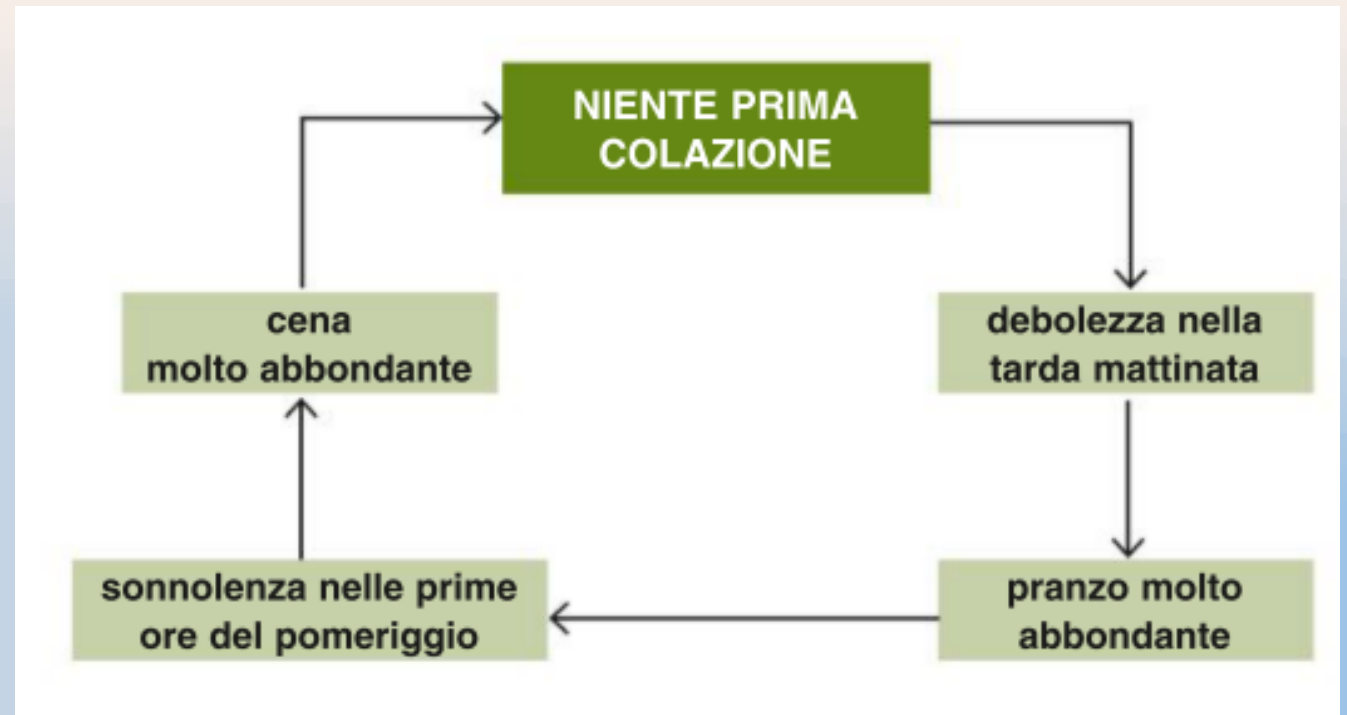 NIENTE PRIMA
COLAZIONE
cena
molto abbondante
debolezza nella
tarda mattinata
sonnolenza nelle prime
ore del pomeriggio
pranzo molto
abbondante